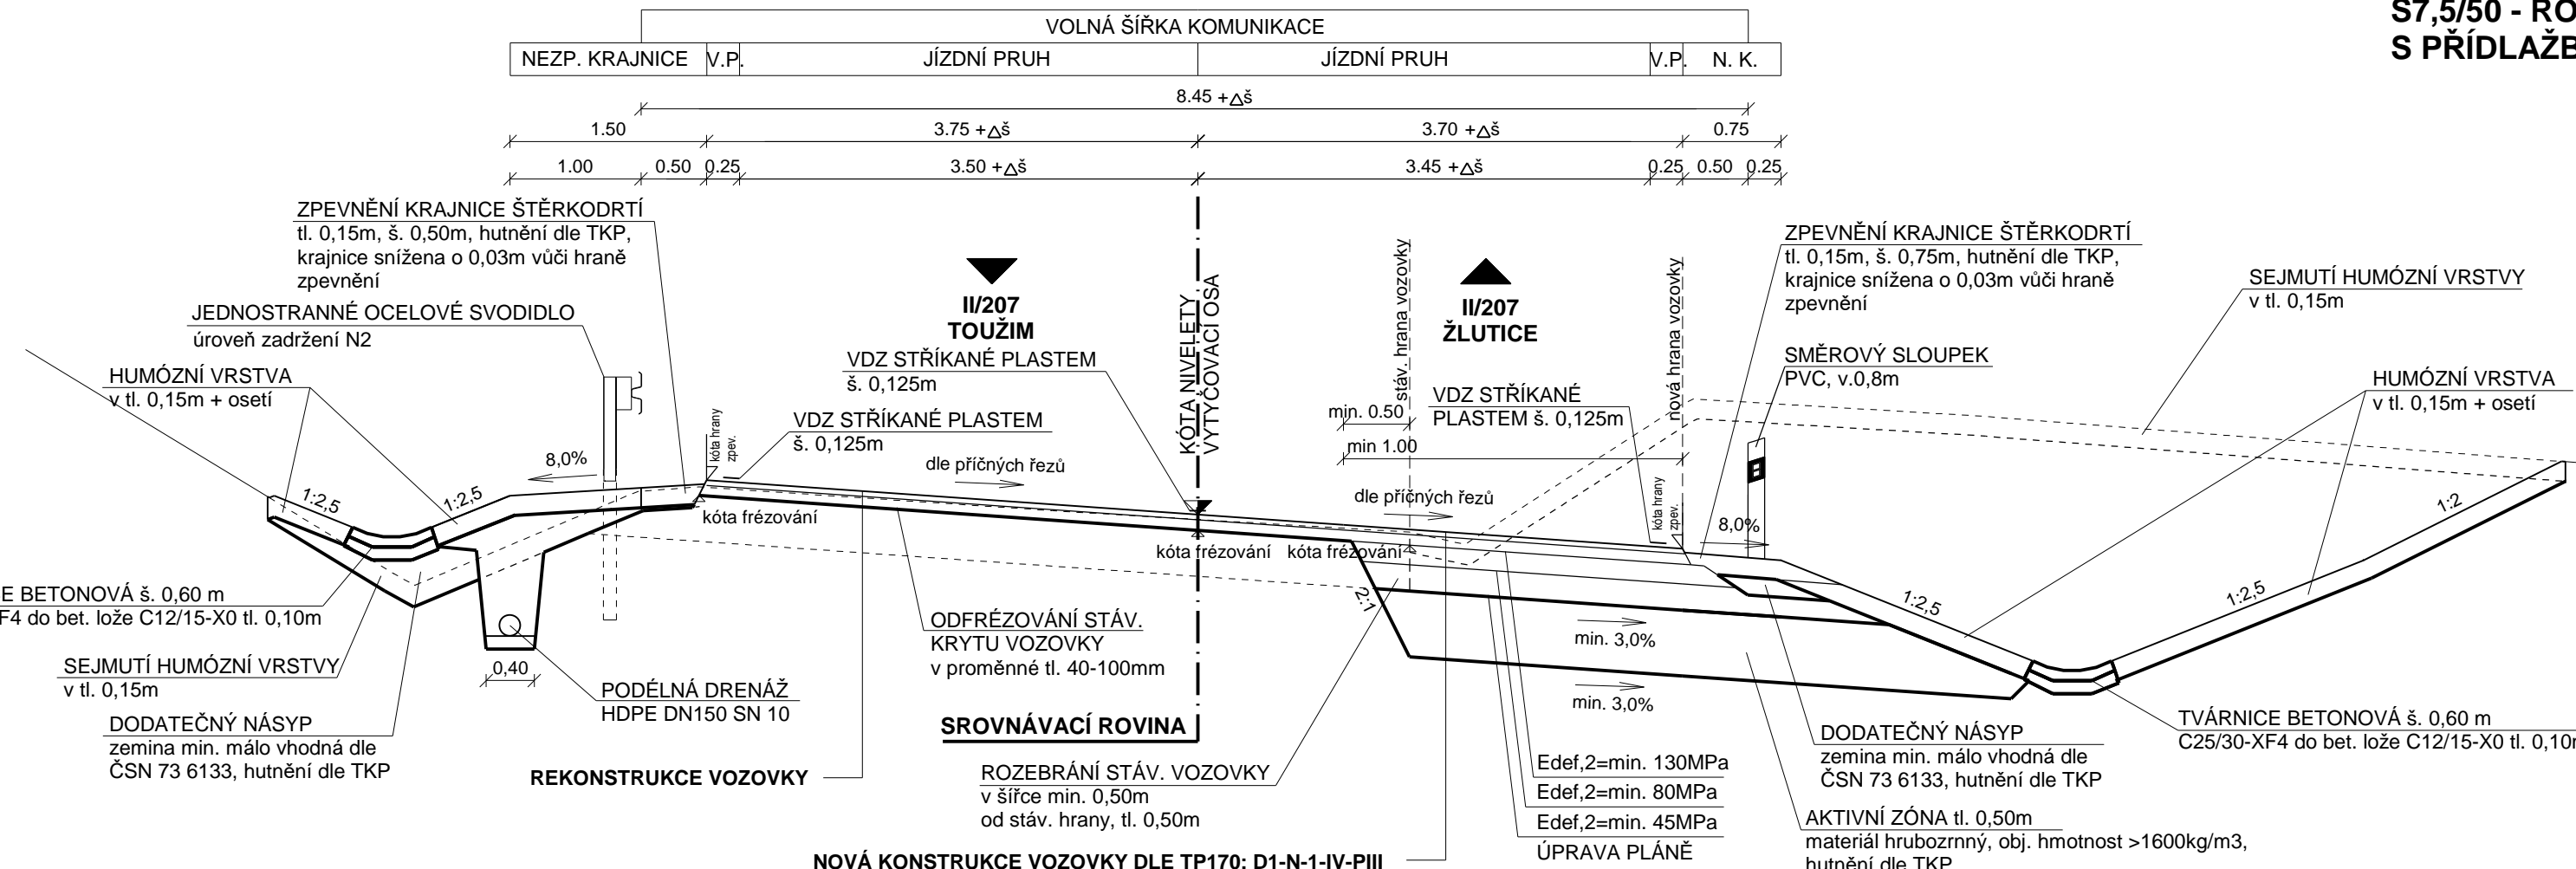 S7,5/50 - RO
S PŘÍDLAŽB
VOLNÁ ŠÍŘKA KOMUNIKACE
NEZP. KRAJNICE V.P. JÍZDNÍ PRUH JÍZDNÍ PRUH V.P. N. K.
8.45 +△š
1.50 3.75 +△š 3.70 +△š 0.75
1.00 0.50 0.25 3.50 +△š 3.45 +△š 0.25 0.50 0.25
ZPEVNĚNÍ KRAJNICE ŠTĚRKODRTÍ
tl. 0,15m, š. 0,50m, hutnění dle TKP,
krajnice snížena o 0,03m vůči hraně
zpevnění
JEDNOSTRANNÉ OCELOVÉ SVODIDLO
úroveň zadržení N2
HUMÓZNÍ VRSTVA
v tl. 0,15m + osetí
II/207
TOUŽIM
VDZ STŘÍKANÉ PLASTEM
š. 0,125m
VDZ STŘÍKANÉ PLASTEM
š. 0,125m
KÓTA NIVELETY
VYTYČOVACÍ OSA
stáv. hrana vozovky
II/207
ŽLUTICE
nová hrana vozovky
min. 0.50
min 1.00
VDZ STŘÍKANÉ
PLASTEM š. 0,125m
ZPEVNĚNÍ KRAJNICE ŠTĚRKODRTÍ
tl. 0,15m, š. 0,75m, hutnění dle TKP,
krajnice snížena o 0,03m vůči hraně
zpevnění
SMĚROVÝ SLOUPEK
PVC, v.0,8m
SEJMUTÍ HUMÓZNÍ VRSTVY
v tl. 0,15m
HUMÓZNÍ VRSTVA
v tl. 0,15m + osetí
kóta hrany
zpev.
8,0%
dle příčných řezů
dle příčných řezů
kóta hrany
zpev.
8,0%
1:2,5
1:2,5
kóta frézování
kóta frézování
kóta frézování
2:1
1:2,5
1:2,5
1:2
E BETONOVÁ š. 0,60 m
F4 do bet. lože C12/15-X0 tl. 0,10m
SEJMUTÍ HUMÓZNÍ VRSTVY
v tl. 0,15m
DODATEČNÝ NÁSYP
zemina min. málo vhodná dle
ČSN 73 6133, hutnění dle TKP
0,40
PODÉLNÁ DRENÁŽ
HDPE DN150 SN 10
REKONSTRUKCE VOZOVKY
ODFRÉZOVÁNÍ STÁV.
KRYTU VOZOVKY
v proměnné tl. 40-100mm
SROVNÁVACÍ ROVINA
ROZEBRÁNÍ STÁV. VOZOVKY
v šířce min. 0,50m
od stáv. hrany, tl. 0,50m
NOVÁ KONSTRUKCE VOZOVKY DLE TP170: D1-N-1-IV-PIII
min. 3,0%
min. 3,0%
Edef,2=min. 130MPa
Edef,2=min. 80MPa
Edef,2=min. 45MPa
ÚPRAVA PLÁNĚ
DODATEČNÝ NÁSYP
zemina min. málo vhodná dle
ČSN 73 6133, hutnění dle TKP
AKTIVNÍ ZÓNA tl. 0,50m
materiál hrubozrnný, obj. hmotnost >1600kg/m3,
hutnění dle TKP
TVÁRNICE BETONOVÁ š. 0,60 m
C25/30-XF4 do bet. lože C12/15-X0 tl. 0,10m